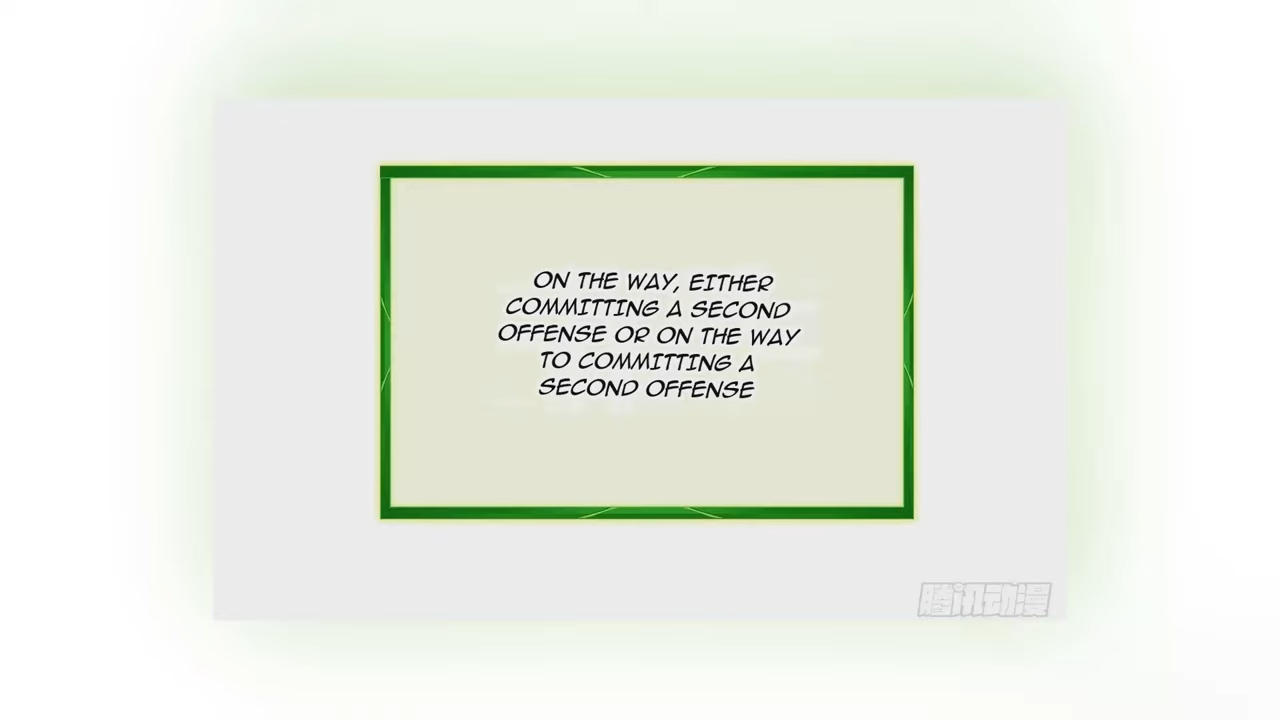 ON THE WAY, EITHER
COMMITTING A SECOND
OFFENSE OR ON THE WAY
TO COMMITTING A
SECOND OFFENSE
腾讯动漫